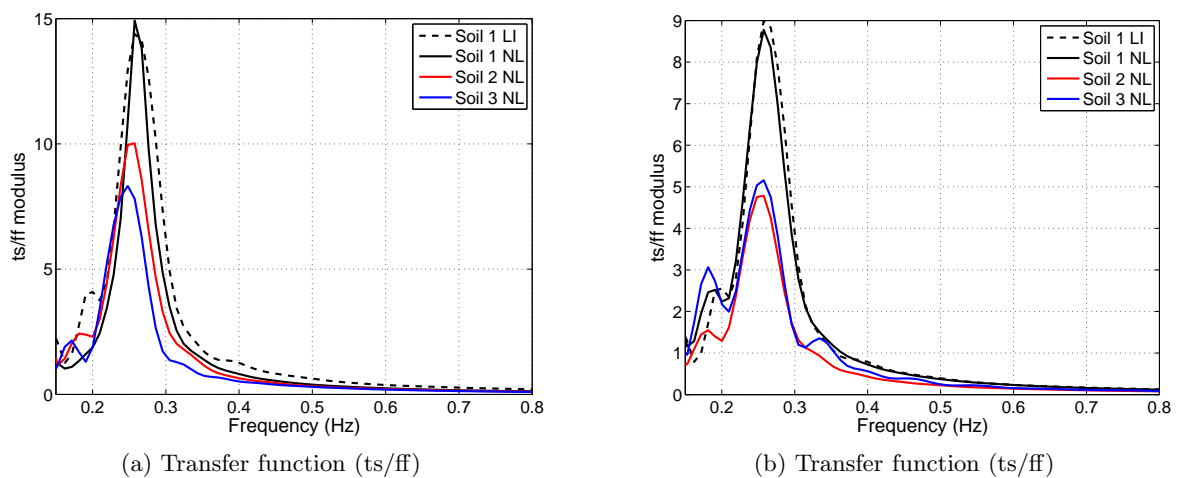 15
10
5
0
ts/ff modulus
0.2 0.3 0.4 0.5 0.6 0.7 0.8
Frequency (Hz)
Soil 1 LI
Soil 1 NL
Soil 2 NL
Soil 3 NL
(a) Transfer function (ts/ff)
9
8
7
6
5
4
3
2
1
0
ts/ff modulus
0.2 0.3 0.4 0.5 0.6 0.7 0.8
Frequency (Hz)
Soil 1 LI
Soil 1 NL
Soil 2 NL
Soil 3 NL
(b) Transfer function (ts/ff)